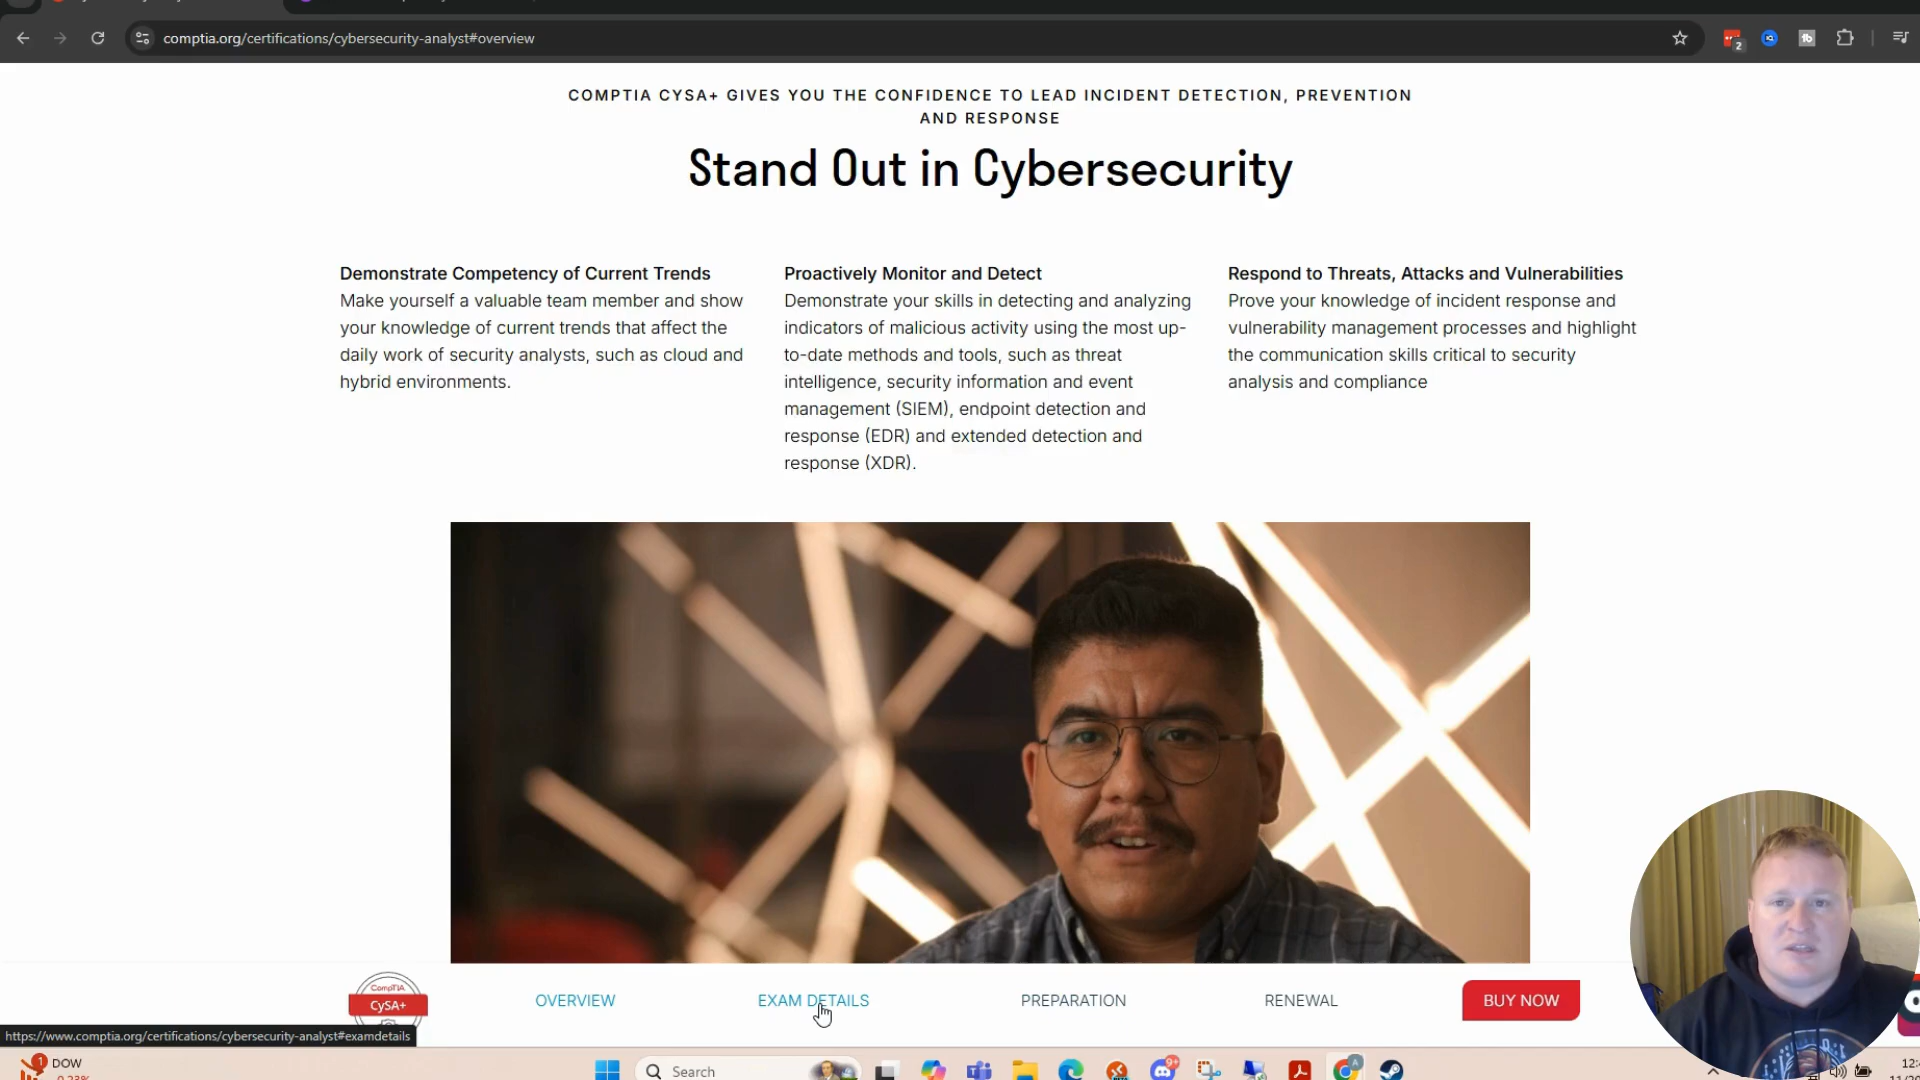 comptia.org/certifications/cybersecurity-analyst#overview
2
COMPTIA CYSA+ GIVES YOU THE CONFIDENCE TO LEAD INCIDENT DETECTION, PREVENTION
AND RESPONSE
Stand Out in Cybersecurity
Demonstrate Competency of Current Trends
Make yourself a valuable team member and show
your knowledge of current trends that affect the
daily work of security analysts, such as cloud and
hybrid environments.
Proactively Monitor and Detect
Demonstrate your skills in detecting and analyzing
indicators of malicious activity using the most up-
to-date methods and tools, such as threat
intelligence, security information and event
management (SIEM), endpoint detection and
response (EDR) and extended detection and
response (XDR).
Respond to Threats, Attacks and Vulnerabilities
Prove your knowledge of incident response and
vulnerability management processes and highlight
the communication skills critical to security
analysis and compliance
CompTIA
CySA+
OVERVIEW
EXAM DETAILS
PREPARATION
RENEWAL
BUY NOW
https://www.comptia.org/certifications/cybersecurity-analyst#examdetails
1
DOW
Search
9+